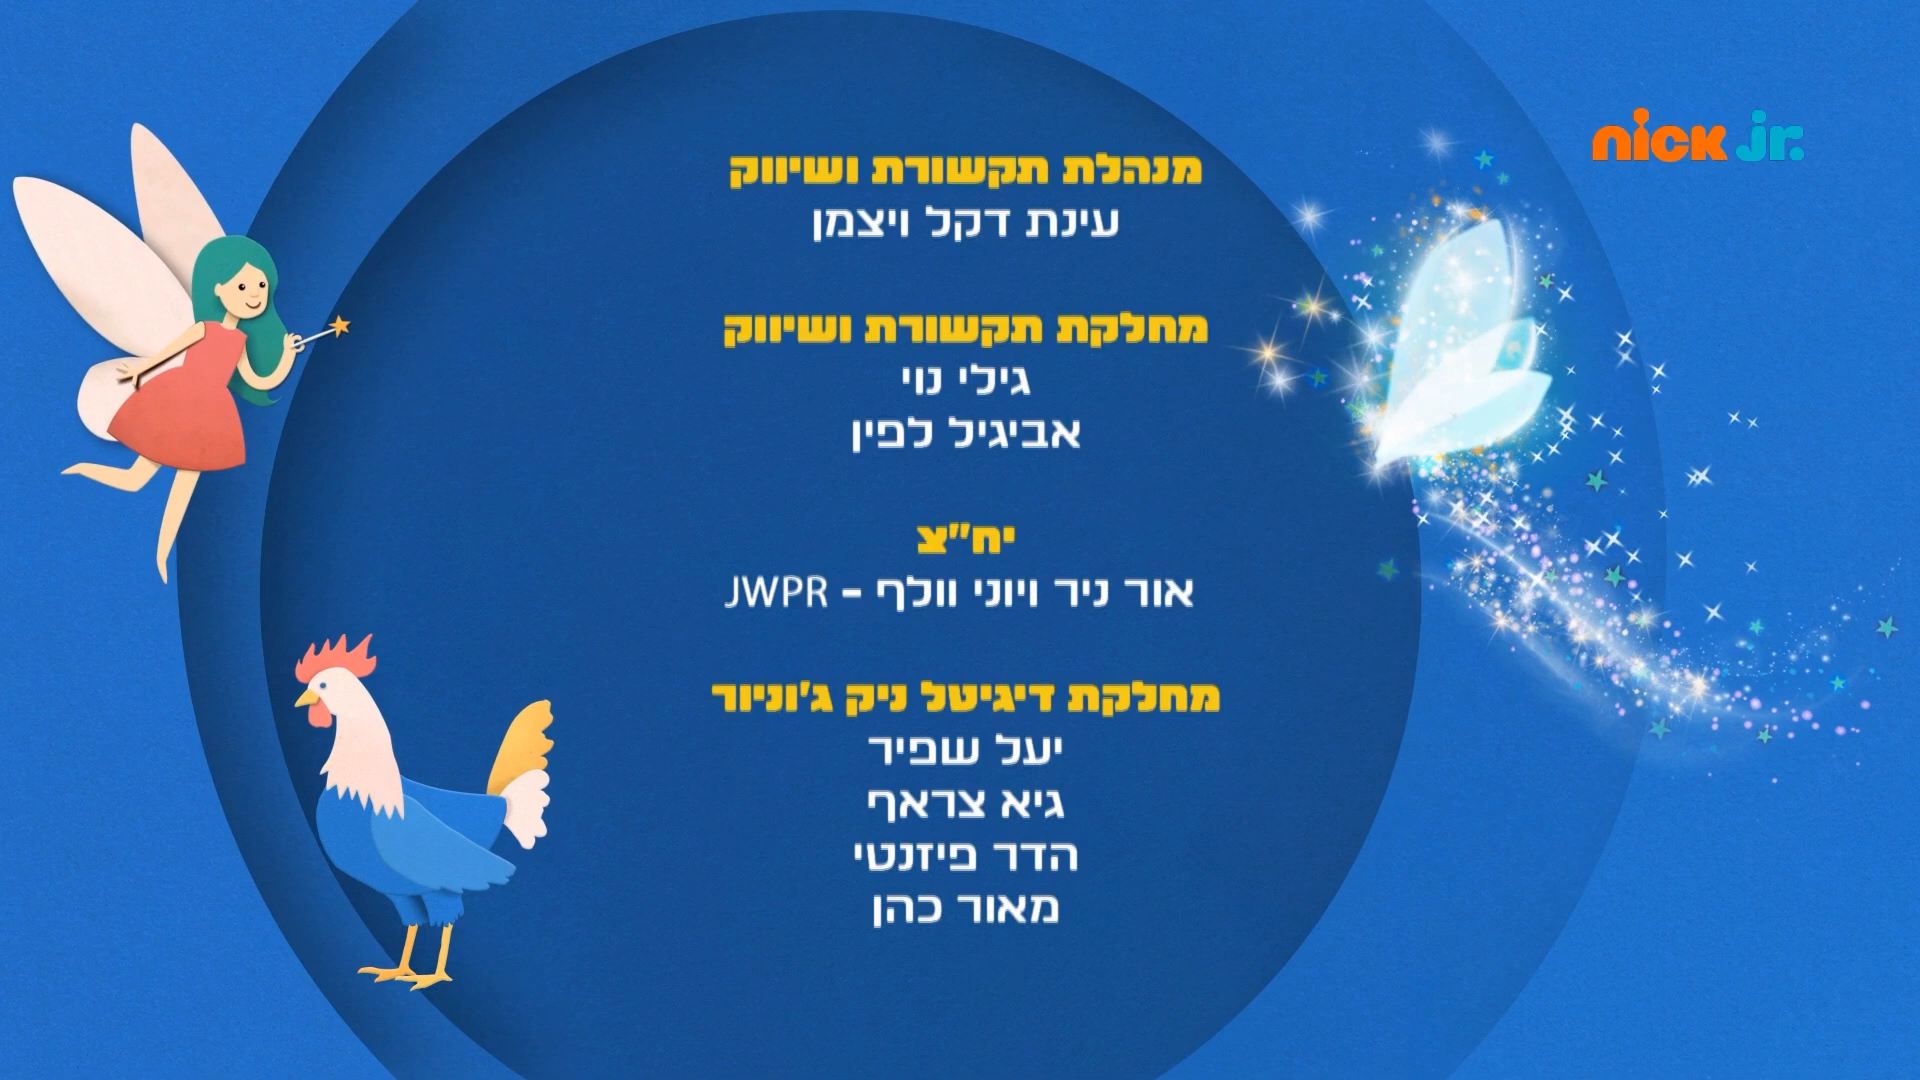 nick jr.
מנהלת תקשורת ושיווק
עינת דקל ויצמן
מחלקת תקשורת ושיווק
גילי נוי
אביגיל לפין
יח"צ
אור ניר ויוני וולף - JWPR
מחלקת דיגיטל ניק ג'וניור
יעל שפיר
גיא צראף
הדר פיזנטי
מאור כהן